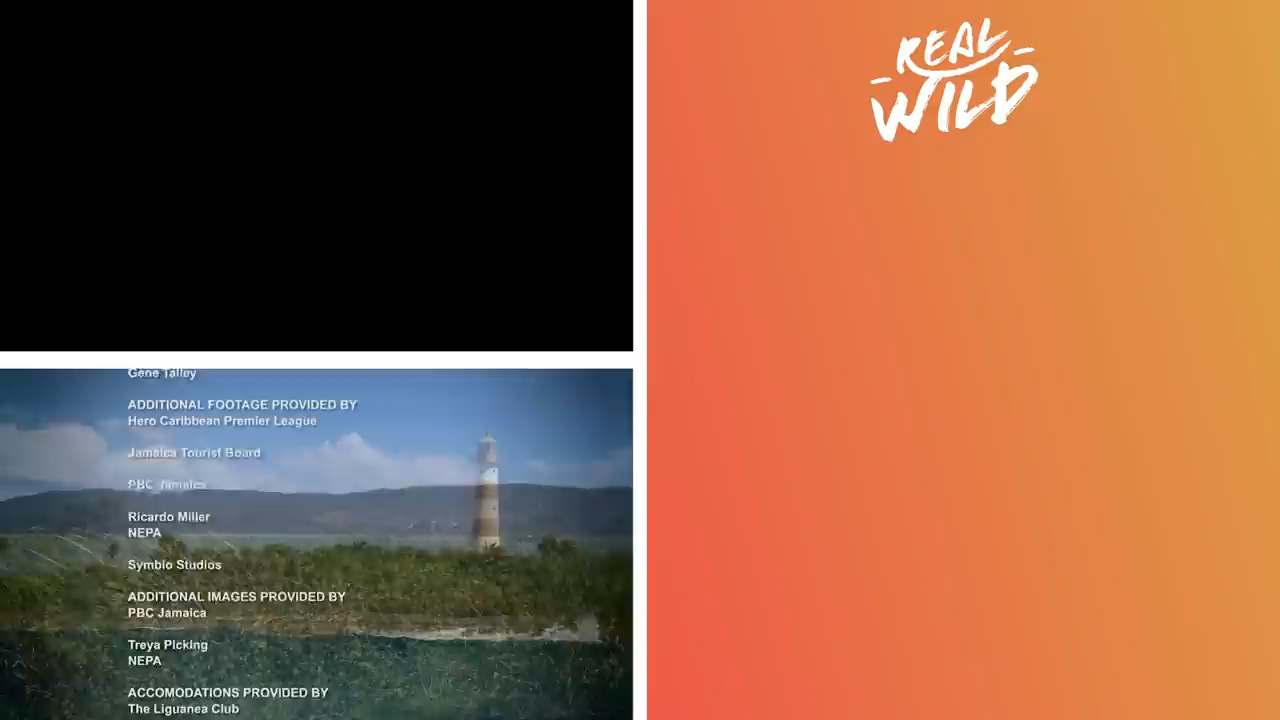 REAL
WILD
Gene Talley
ADDITIONAL FOOTAGE PROVIDED BY
Hero Caribbean Premier League
Jamaica Tourist Board
PBC Jamaica
Ricardo Miller
NEPA
Symbio Studios
ADDITIONAL IMAGES PROVIDED BY
PBC Jamaica
Treya Picking
NEPA
ACCOMODATIONS PROVIDED BY
The Liguanea Club